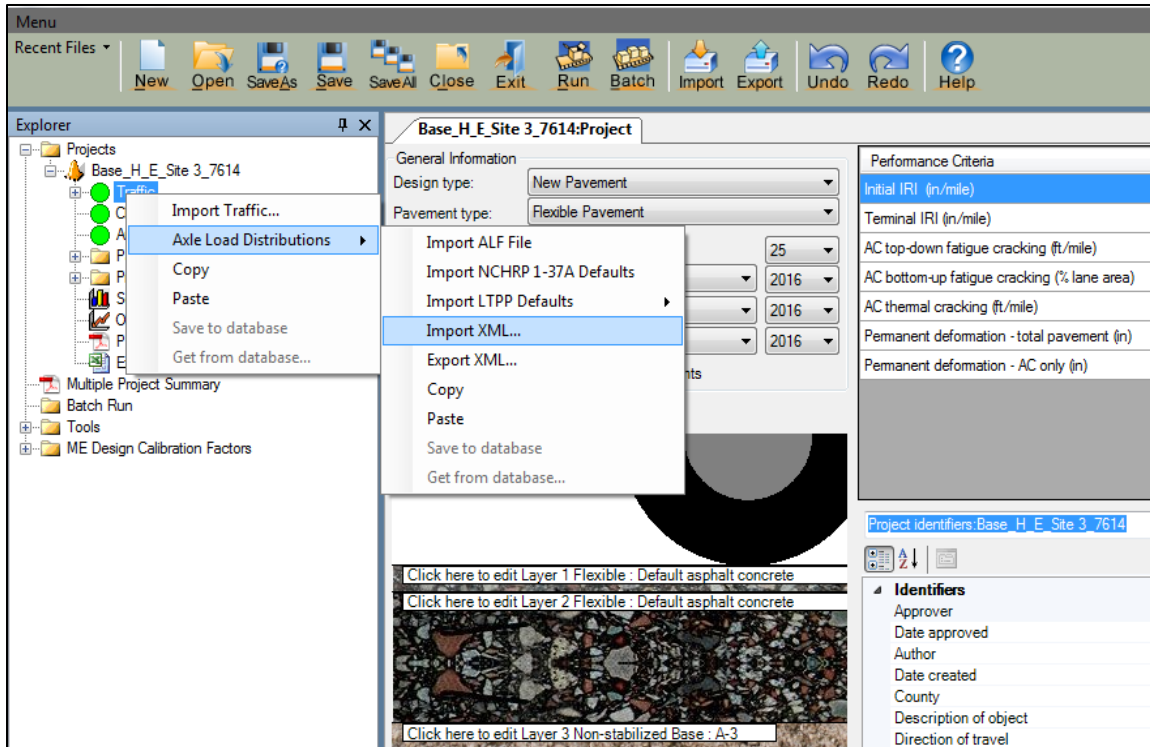 Menu
Recent Files
New Open SaveAs Save SaveAll Close Exit Run Batch Import Export Undo Redo Help
Explorer
Projects
Base_H_E_Site 3_7614
Traffic
C
A
P
P
S
O
P
E
Multiple Project Summary
Batch Run
Tools
ME Design Calibration Factors
Import Traffic...
Axle Load Distributions
Copy
Paste
Save to database
Get from database...
Import ALF File
Import NCHRP 1-37A Defaults
Import LTPP Defaults
Import XML...
Export XML...
Copy
Paste
Save to database
Get from database...
Base_H_E_Site 3_7614:Project
General Information
Design type: New Pavement
Pavement type: Flexible Pavement
25
2016
2016
2016
nts
Click here to edit Layer 1 Flexible : Default asphalt concrete
Click here to edit Layer 2 Flexible : Default asphalt concrete
Click here to edit Layer 3 Non-stabilized Base : A-3
Performance Criteria
Initial IRI (in/mile)
Terminal IRI (in/mile)
AC top-down fatigue cracking (ft/mile)
AC bottom-up fatigue cracking (% lane area)
AC thermal cracking (ft/mile)
Permanent deformation - total pavement (in)
Permanent deformation - AC only (in)
Project identifiers:Base_H_E_Site 3_7614
Identifiers
Approver
Date approved
Author
Date created
County
Description of object
Direction of travel